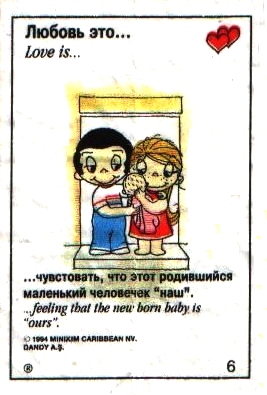 Любовь это...
Love is...
...чувстовать, что этот родившийся
маленький человечек "наш".
...feeling that the new born baby is
"ours".
© 1994 MINIKIM CARIBBEAN NV.
DANDY A.Ş.
® 6